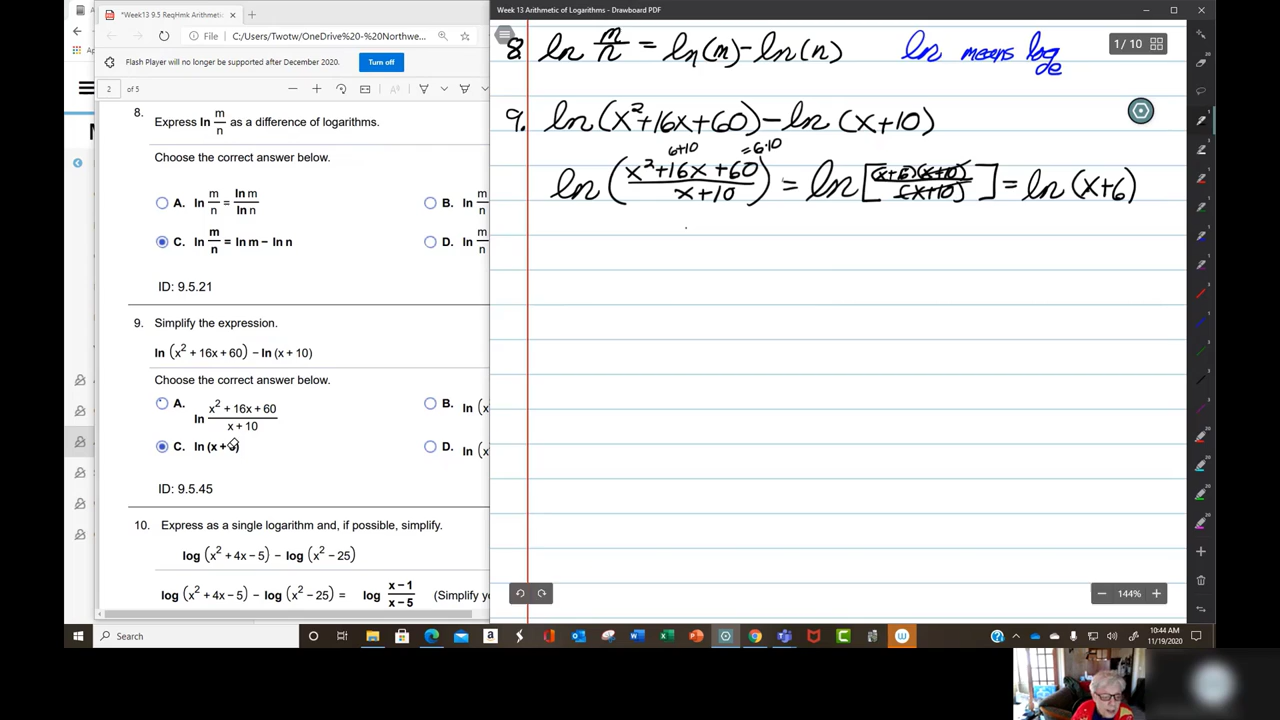 *Week13 9.5 ReqHmk Arithmetic
File C:/Users/Twotw/OneDrive%20-%20Northwe...
Flash Player will no longer be supported after December 2020. Turn off
2 of 5
8. Express ln m/n as a difference of logarithms.
Choose the correct answer below.
A. ln m/n = ln m/ln n
B. ln m/n
C. ln m/n = ln m − ln n
D. ln m/n
ID: 9.5.21
9. Simplify the expression.
ln (x² + 16x + 60) − ln (x + 10)
Choose the correct answer below.
A. ln x² + 16x + 60/x + 10
B. ln (x
C. ln (x +
D. ln (x
ID: 9.5.45
10. Express as a single logarithm and, if possible, simplify.
log (x² + 4x − 5) − log (x² − 25)
log (x² + 4x − 5) − log (x² − 25) = log x − 1/x − 5 (Simplify yo
Week 13 Arithmetic of Logarithms - Drawboard PDF
1 / 10
8. ln m/n = ln(m) − ln(n) ln means log e
9. ln(x²+16x+60) − ln(x+10)
6+10 =6·10
ln (x²+16x+60/x+10) = ln [(x+6)(x+10)/(x+10)] = ln (x+6)
144%
Search
10:44 AM
11/19/2020